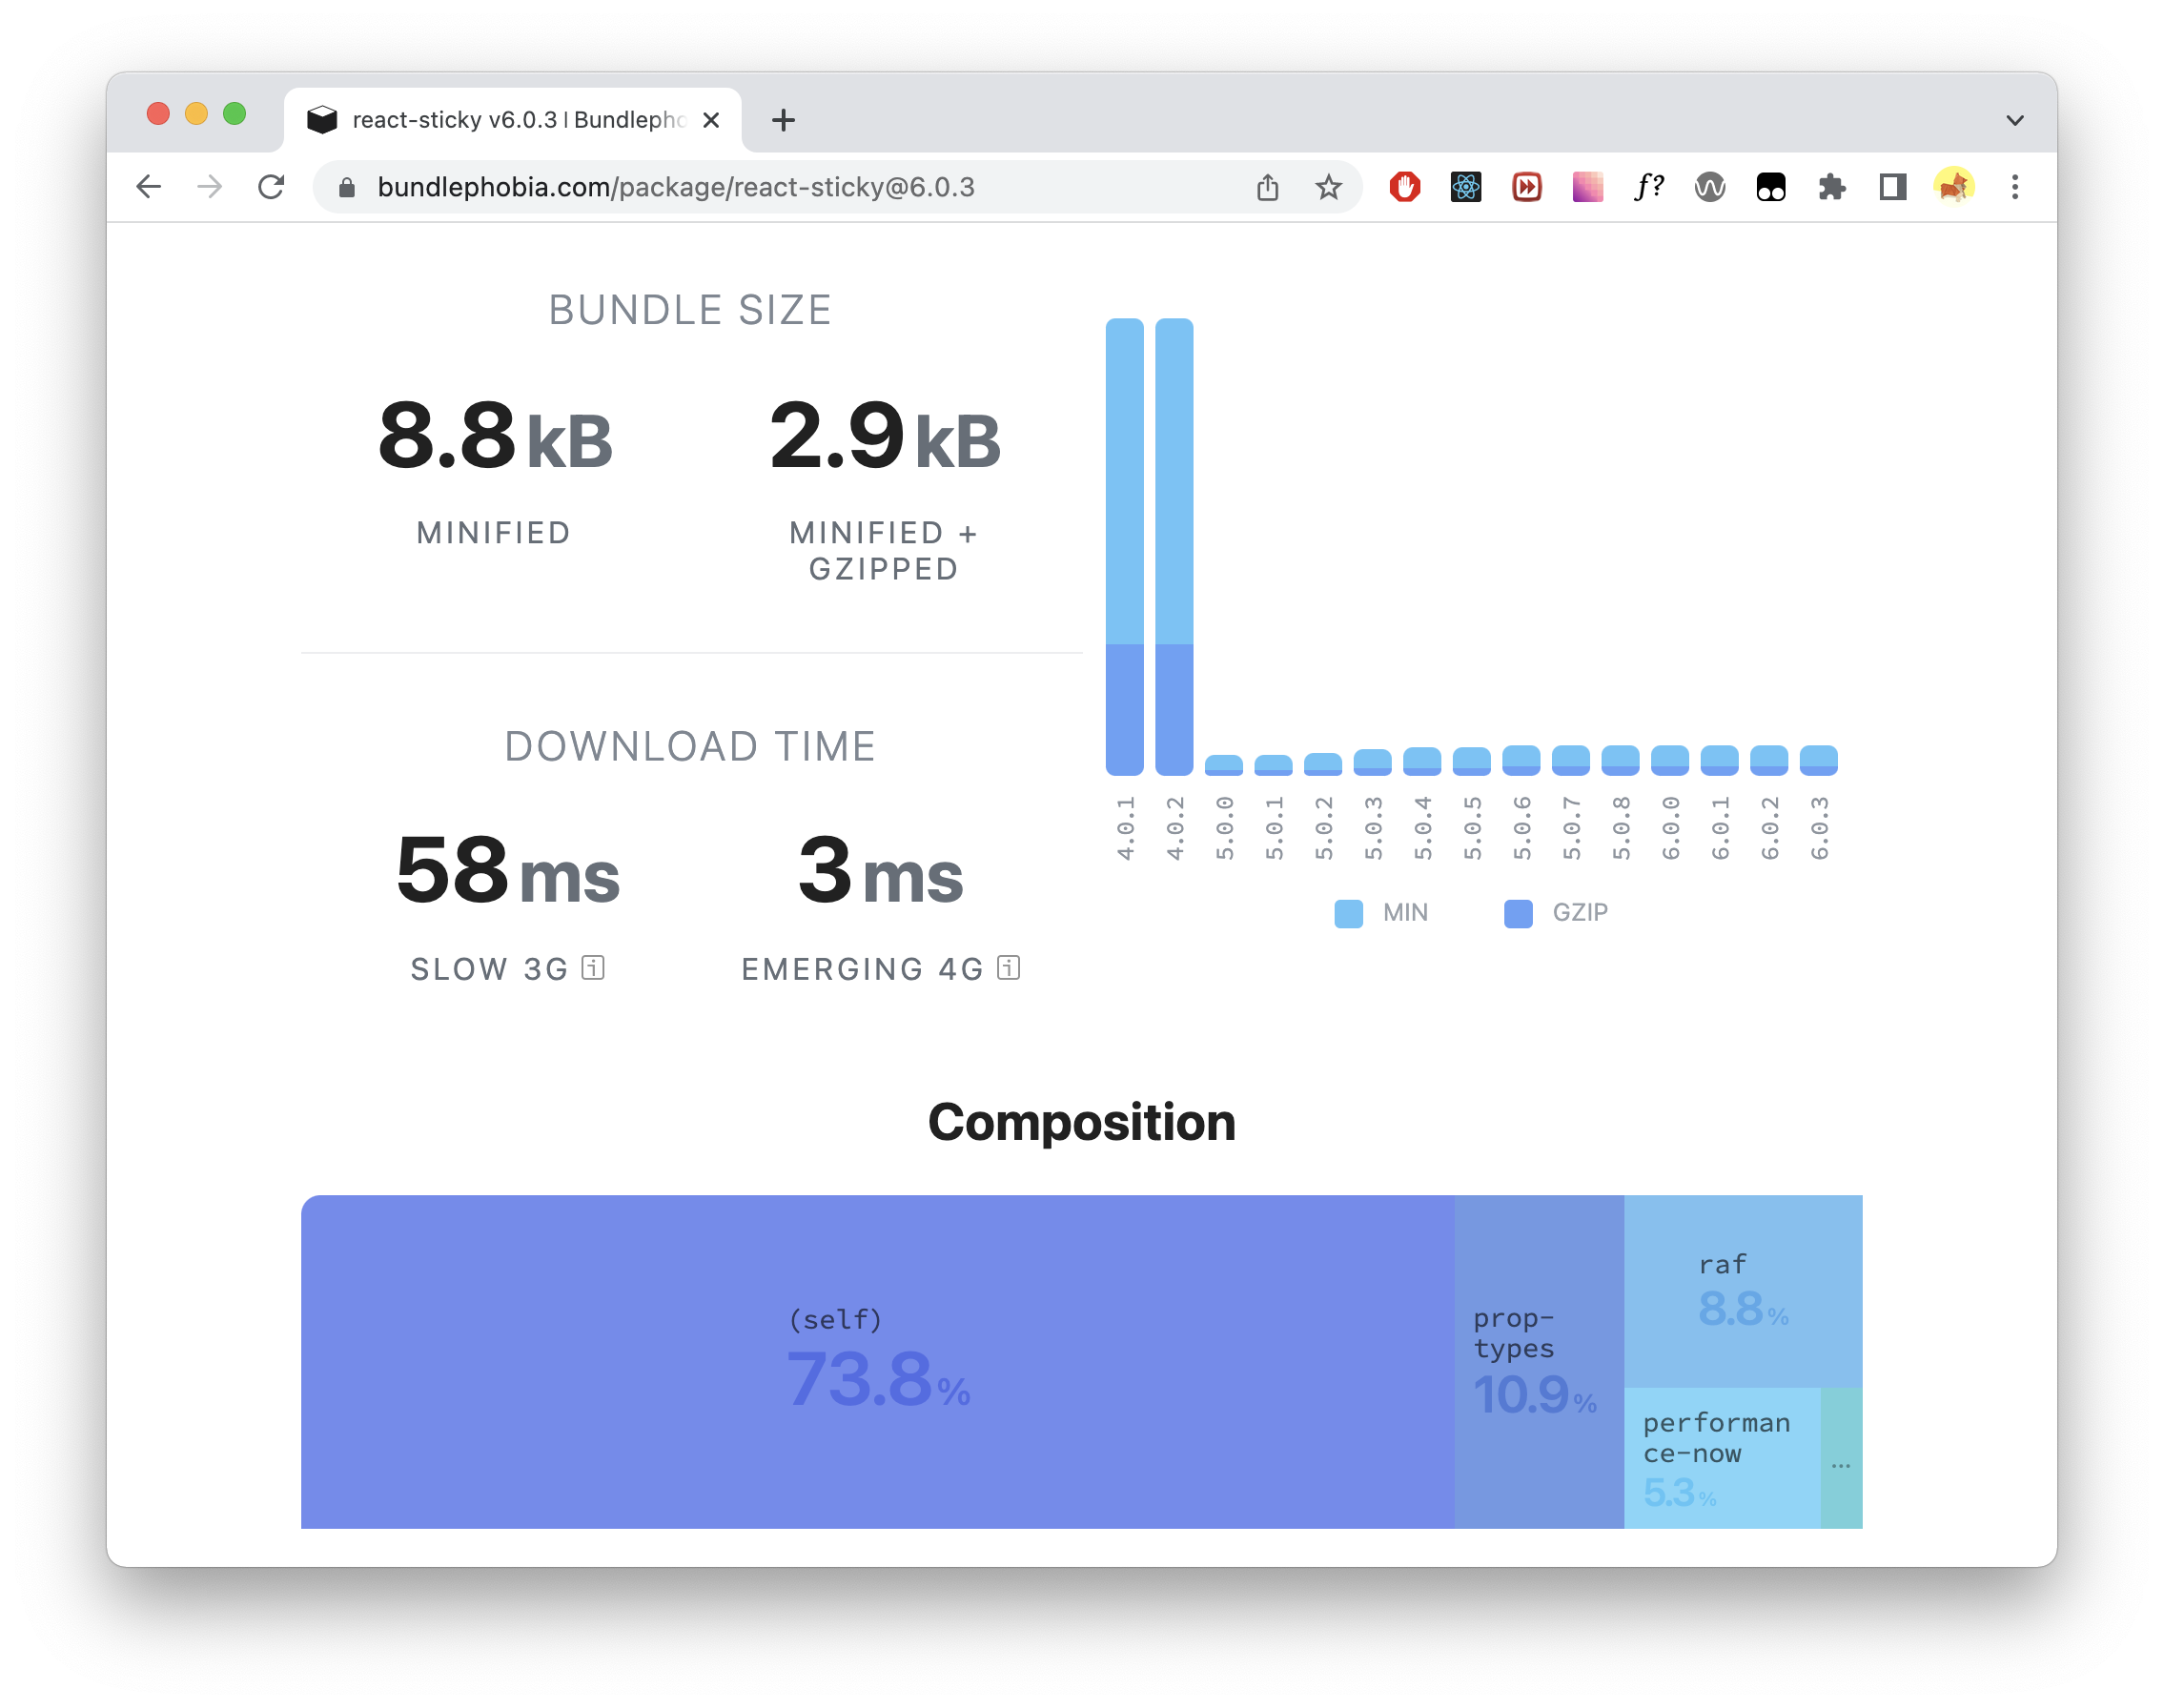 react-sticky v6.0.3 | Bundlepho
bundlephobia.com/package/react-sticky@6.0.3
f?
BUNDLE SIZE
8.8 kB
MINIFIED
2.9 kB
MINIFIED +
GZIPPED
DOWNLOAD TIME
58 ms
SLOW 3G i
3 ms
EMERGING 4G i
4.0.1
4.0.2
5.0.0
5.0.1
5.0.2
5.0.3
5.0.4
5.0.5
5.0.6
5.0.7
5.0.8
6.0.0
6.0.1
6.0.2
6.0.3
MIN
GZIP
Composition
(self)
73.8%
prop-
types
10.9%
raf
8.8%
performan
ce-now
5.3%
...